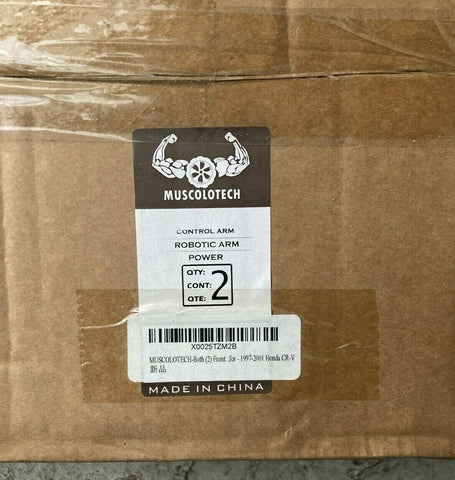 MUSCOLOTECH
CONTROL ARM
ROBOTIC ARM
POWER
QTY:
CONT: 2
QTE:
X0025TZM2B
MUSCOLOTECH-Both (2) Front ..for - 1997-2001 Honda CR-V
新品
MADE IN CHINA